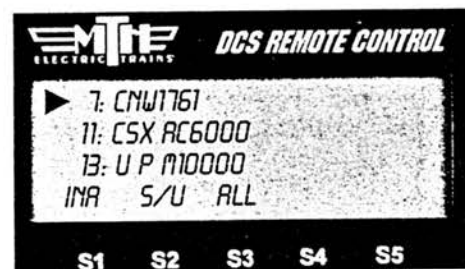 MTH DCS REMOTE CONTROL
ELECTRIC TRAINS
7: CNW1761
11: CSX AC6000
13: U P M10000
INA S/U ALL
S1 S2 S3 S4 S5